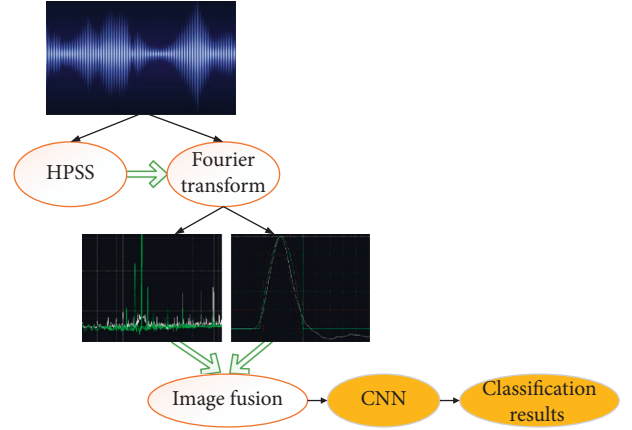 HPSS
Fourier
transform
Image fusion
CNN
Classification
results